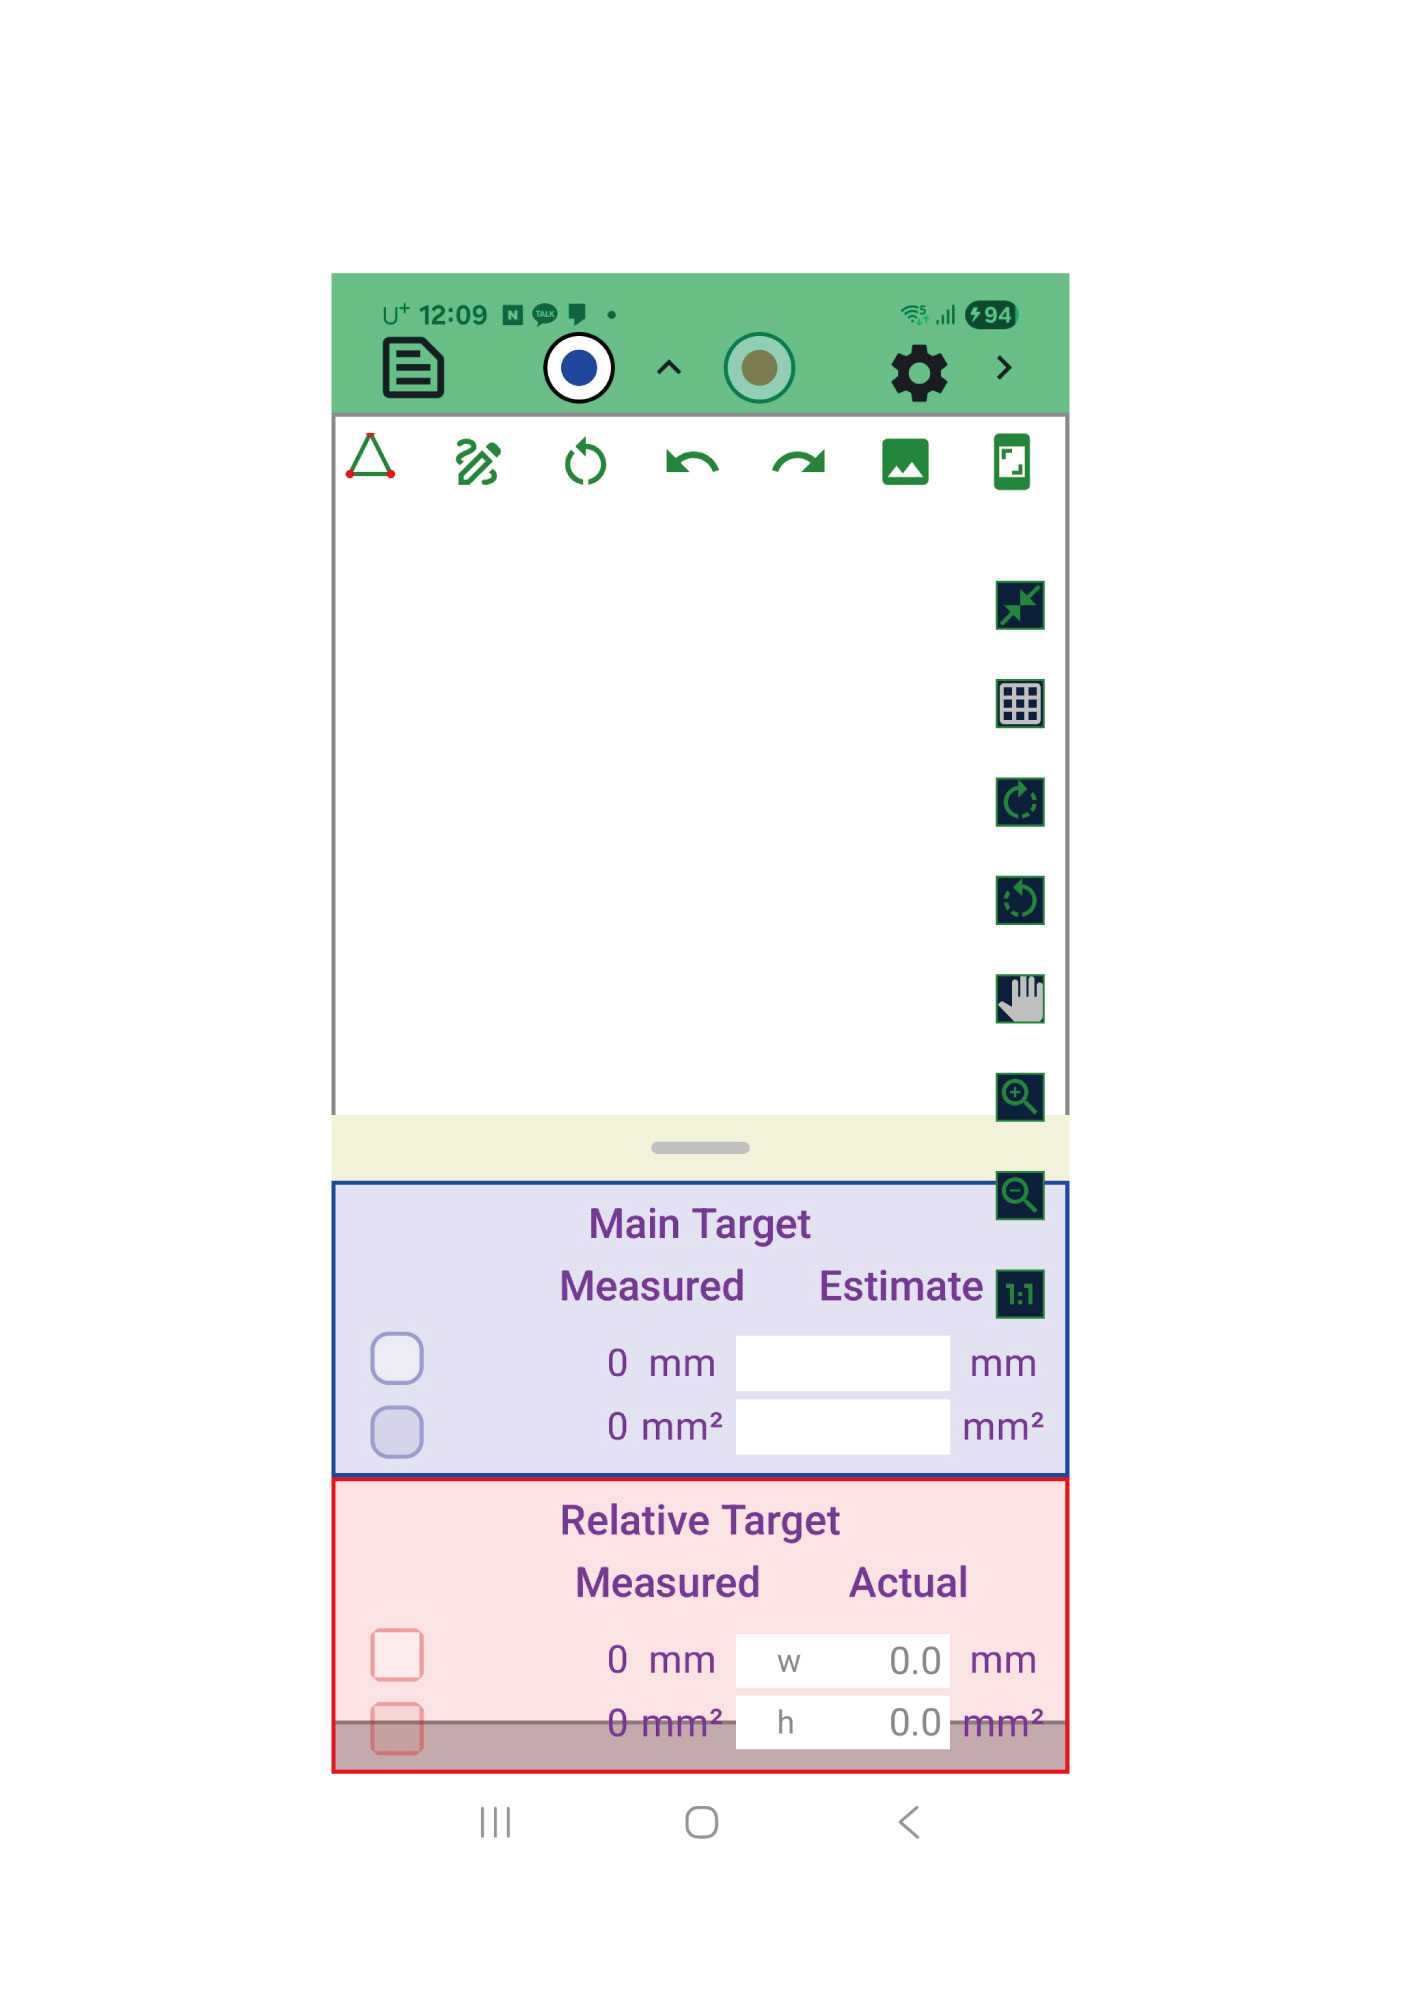 U+ 12:09 N TALK 5 94
Main Target
Measured Estimate
1:1
0 mm mm
0 mm² mm²
Relative Target
Measured Actual
0 mm w 0.0 mm
0 mm² h 0.0 mm²